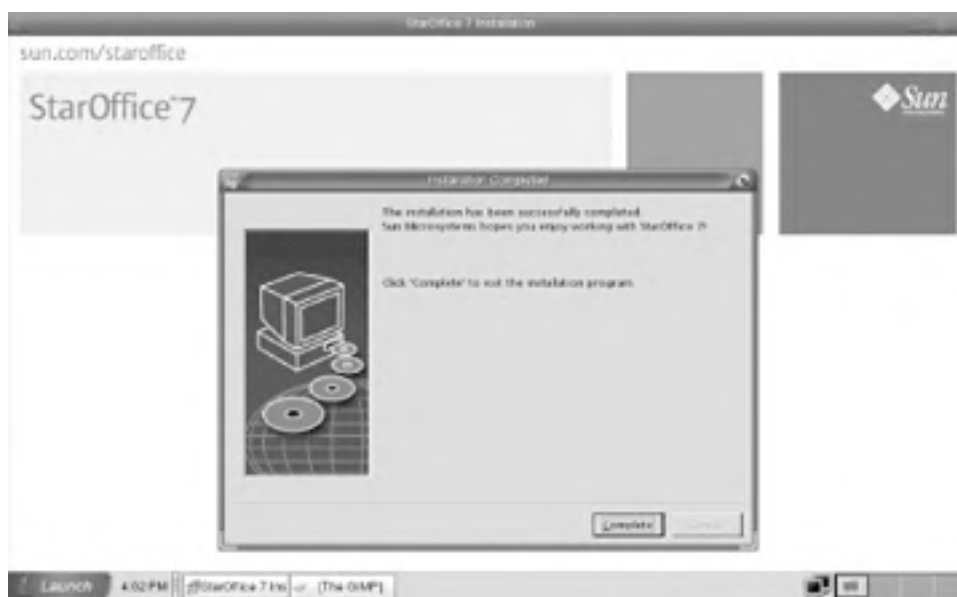 StarOffice 7 Installation
sun.com/staroffice
StarOffice™7
Sun
Installation Completed
The installation has been successfully completed.
Sun Microsystems hopes you enjoy working with StarOffice 7!
Click 'Complete' to exit the installation program.
Complete
Launch
4:02 PM
StarOffice 7 Ins
[The GIMP]